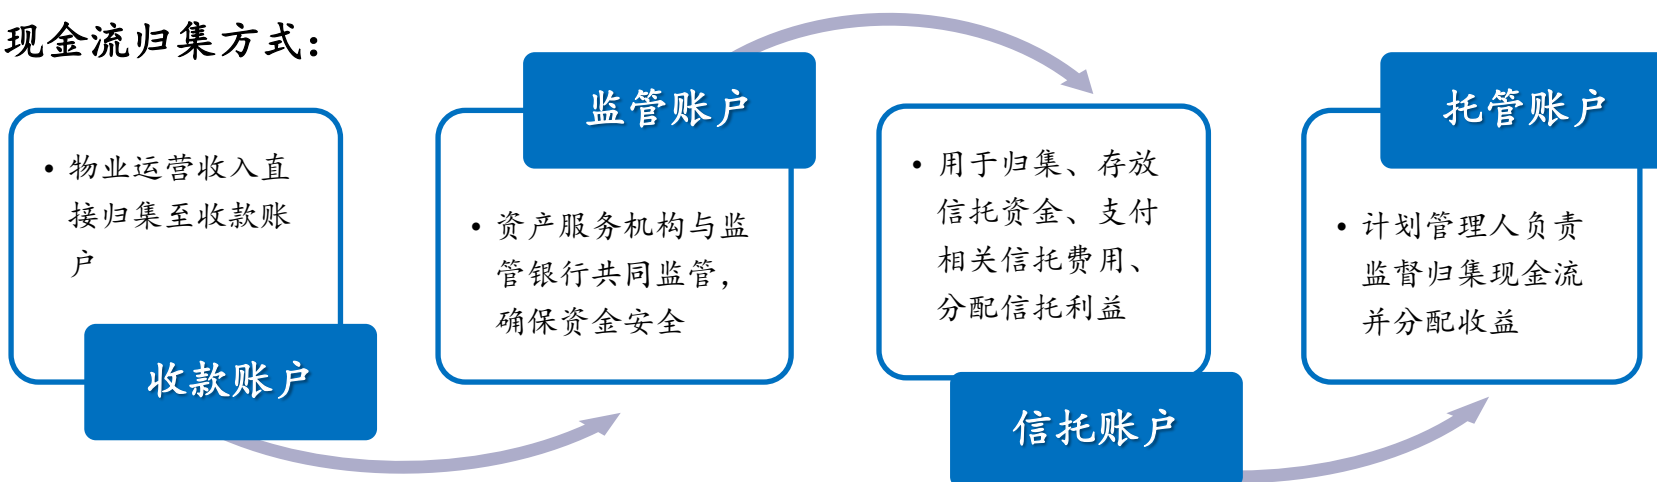 现金流归集方式：
• 物业运营收入直
接归集至收款账
户
收款账户
监管账户
• 资产服务机构与监
管银行共同监管，
确保资金安全
• 用于归集、存放
信托资金、支付
相关信托费用、
分配信托利益
信托账户
托管账户
• 计划管理人负责
监督归集现金流
并分配收益